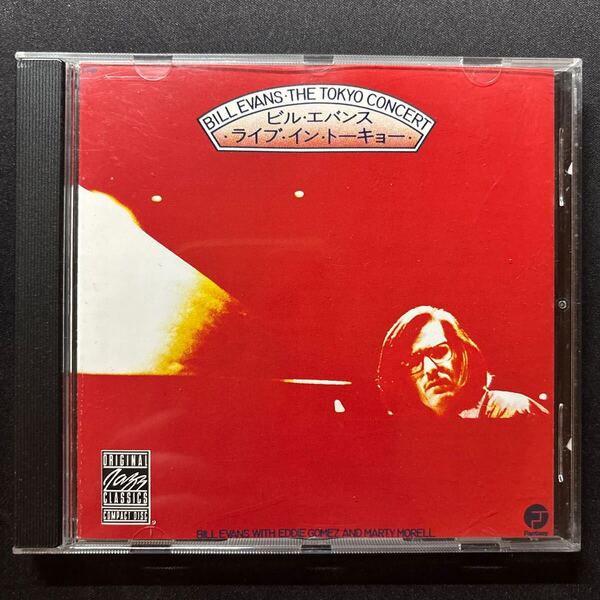 BILL EVANS·THE TOKYO CONCERT
ビル·エバンス
·ライブ·イン·トーキョー·
ORIGINAL
Jazz
CLASSICS
COMPACT DISC
BILL EVANS WITH EDDIE GOMEZ AND MARTY MORELL
Fantasy